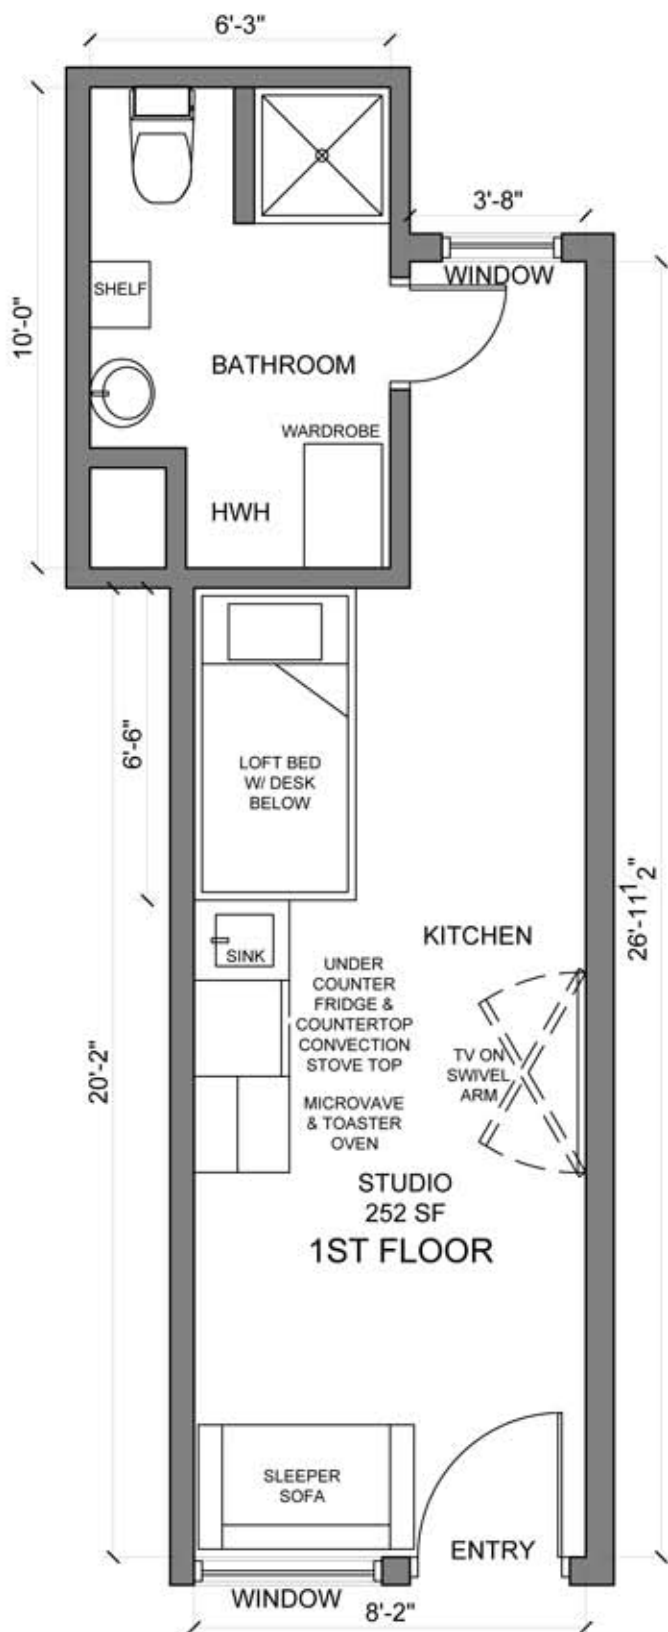 6'-3"
3'-8"
WINDOW
10'-0"
SHELF
BATHROOM
WARDROBE
HWH
6'-6"
LOFT BED
W/ DESK
BELOW
26'-11 1/2"
KITCHEN
SINK
UNDER
COUNTER
FRIDGE &
COUNTERTOP
CONVECTION
STOVE TOP
TV ON
SWIVEL
ARM
20'-2"
MICROVAVE
& TOASTER
OVEN
STUDIO
252 SF
1ST FLOOR
SLEEPER
SOFA
ENTRY
WINDOW
8'-2"